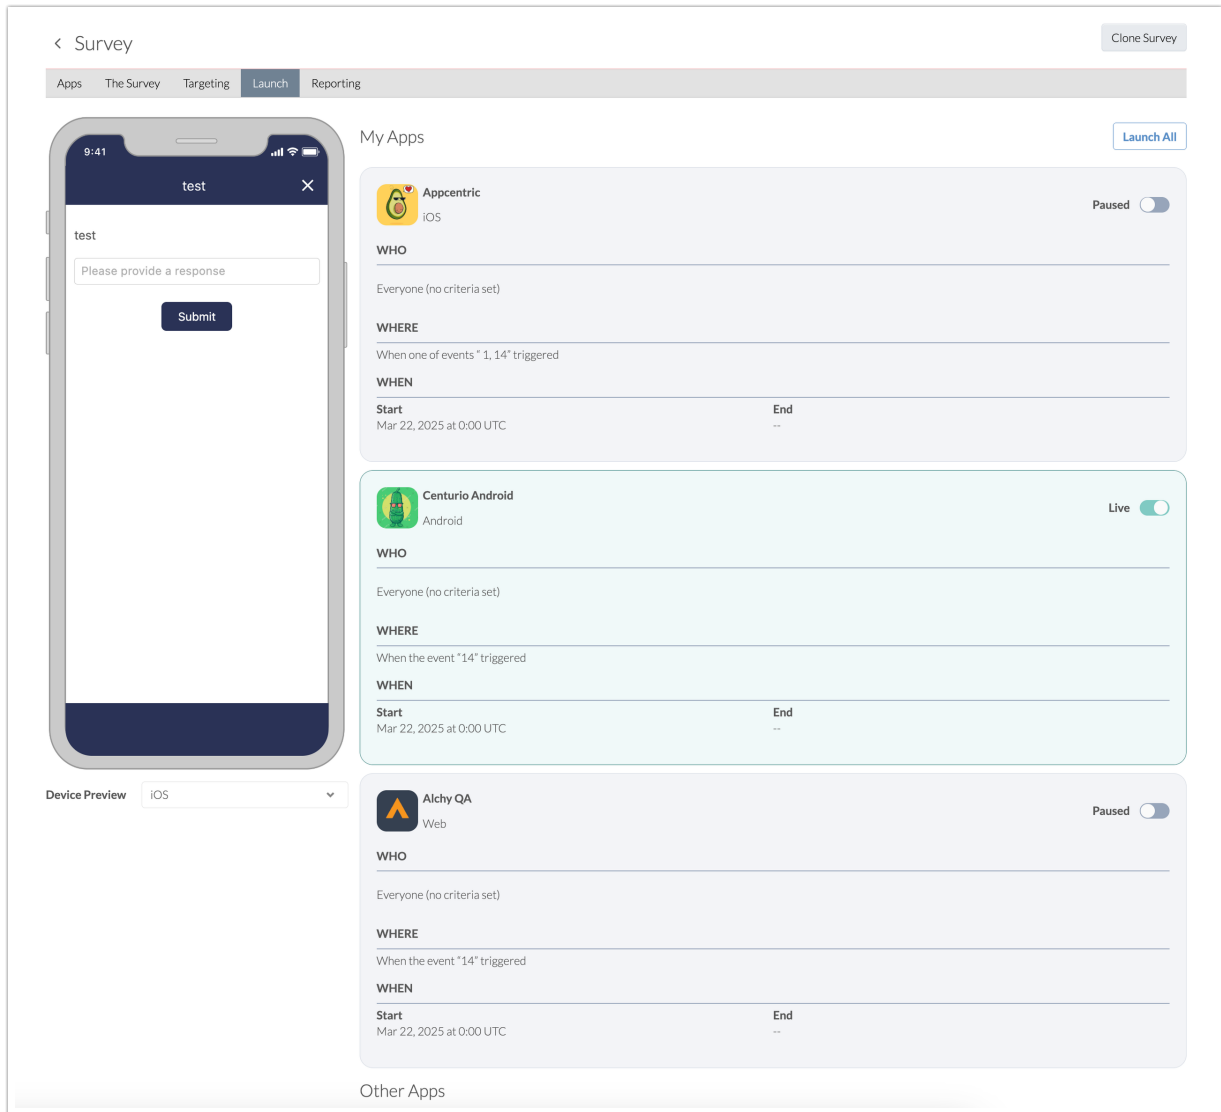 Survey
Clone Survey
Apps The Survey Targeting Launch Reporting
9:41
test
test
Please provide a response
Submit
Device Preview iOS
My Apps
Launch All
Appcentric
iOS
Paused
WHO
Everyone (no criteria set)
WHERE
When one of events " 1, 14" triggered
WHEN
Start End
Mar 22, 2025 at 0:00 UTC --
Centurio Android
Android
Live
WHO
Everyone (no criteria set)
WHERE
When the event "14" triggered
WHEN
Start End
Mar 22, 2025 at 0:00 UTC --
Alchy QA
Web
Paused
WHO
Everyone (no criteria set)
WHERE
When the event "14" triggered
WHEN
Start End
Mar 22, 2025 at 0:00 UTC --
Other Apps